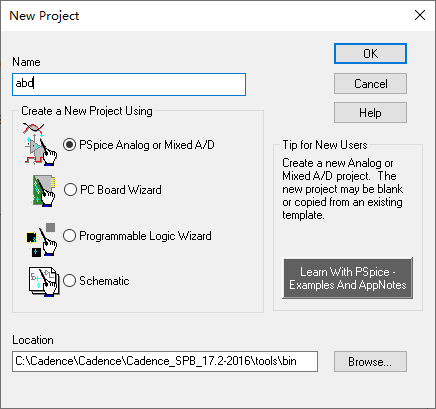 New Project
Name
OK
abd
Cancel
Help
Create a New Project Using
PSpice Analog or Mixed A/D
PC Board Wizard
Programmable Logic Wizard
Schematic
Tip for New Users
Create a new Analog or
Mixed A/D project. The
new project may be blank
or copied from an existing
template.
Learn With PSpice -
Examples And AppNotes
Location
C:\Cadence\Cadence\Cadence_SPB_17.2-2016\tools\bin
Browse...